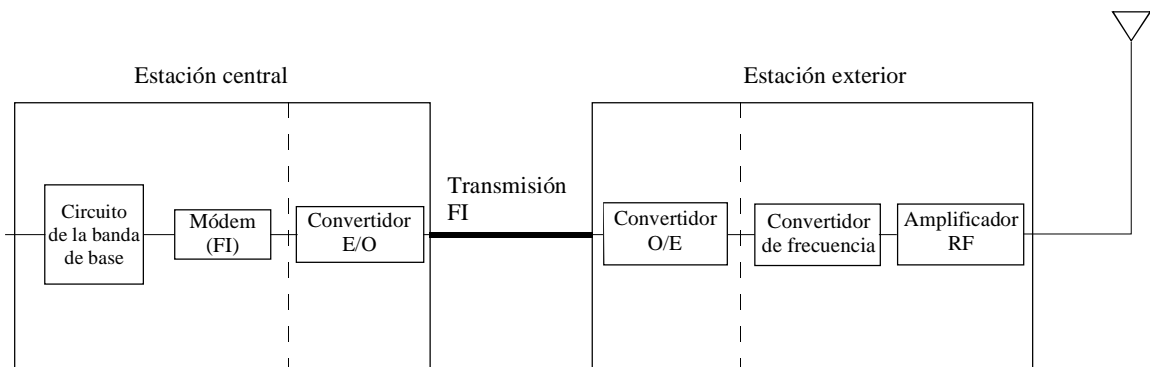 Estación central
Estación exterior
Circuito
de la banda
de base
Módem
(FI)
Convertidor
E/O
Transmisión
FI
Convertidor
O/E
Convertidor
de frecuencia
Amplificador
RF